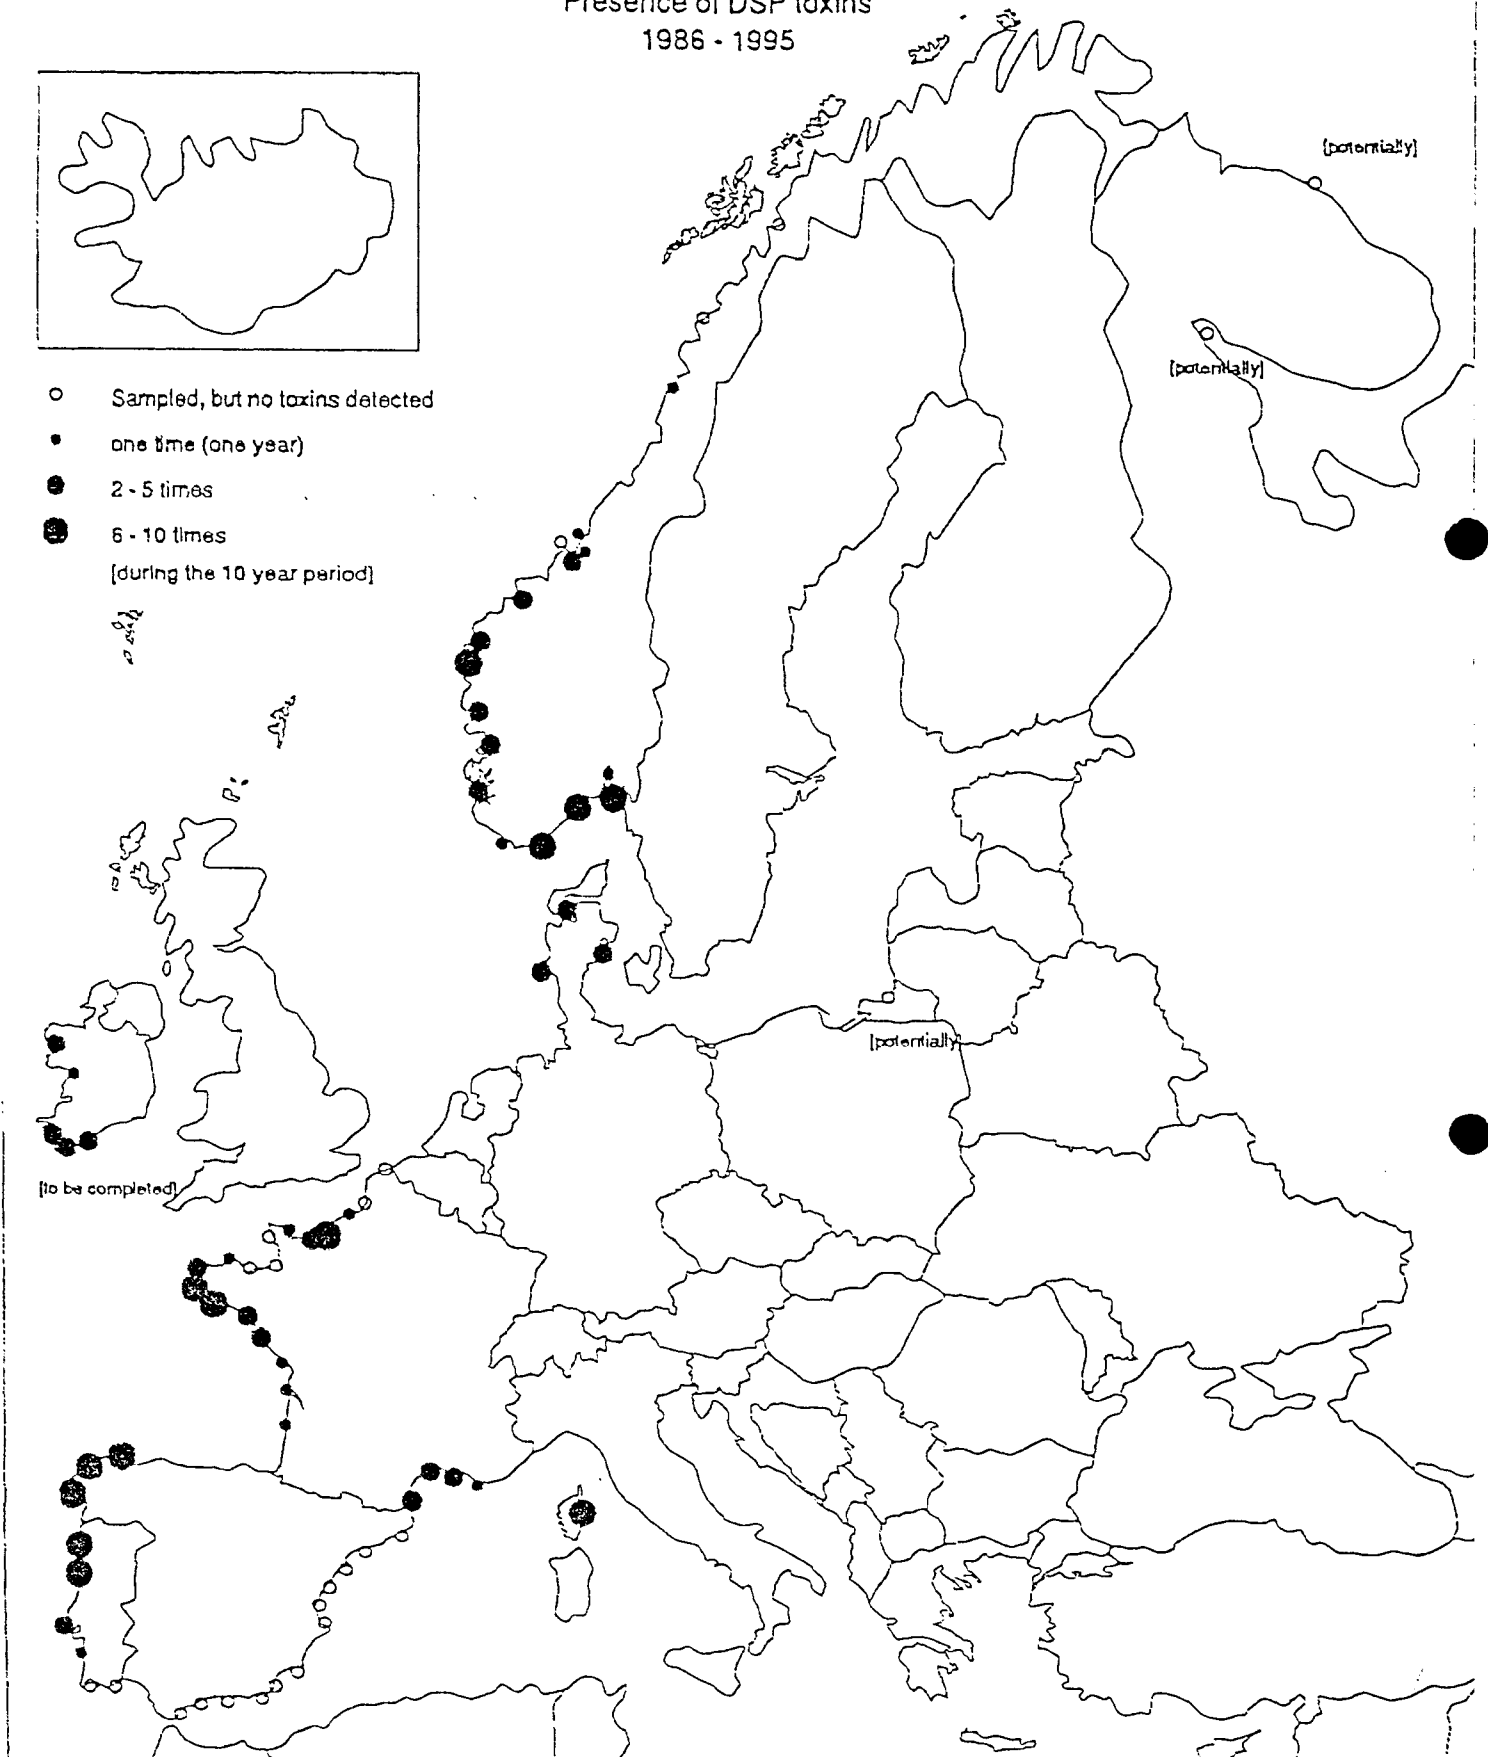 Presence of DSP toxins
1986 - 1995
[potentially]
[potentially]
Sampled, but no toxins detected
one time (one year)
2 - 5 times
6 - 10 times
[during the 10 year period]
[potentially]
[to be completed]